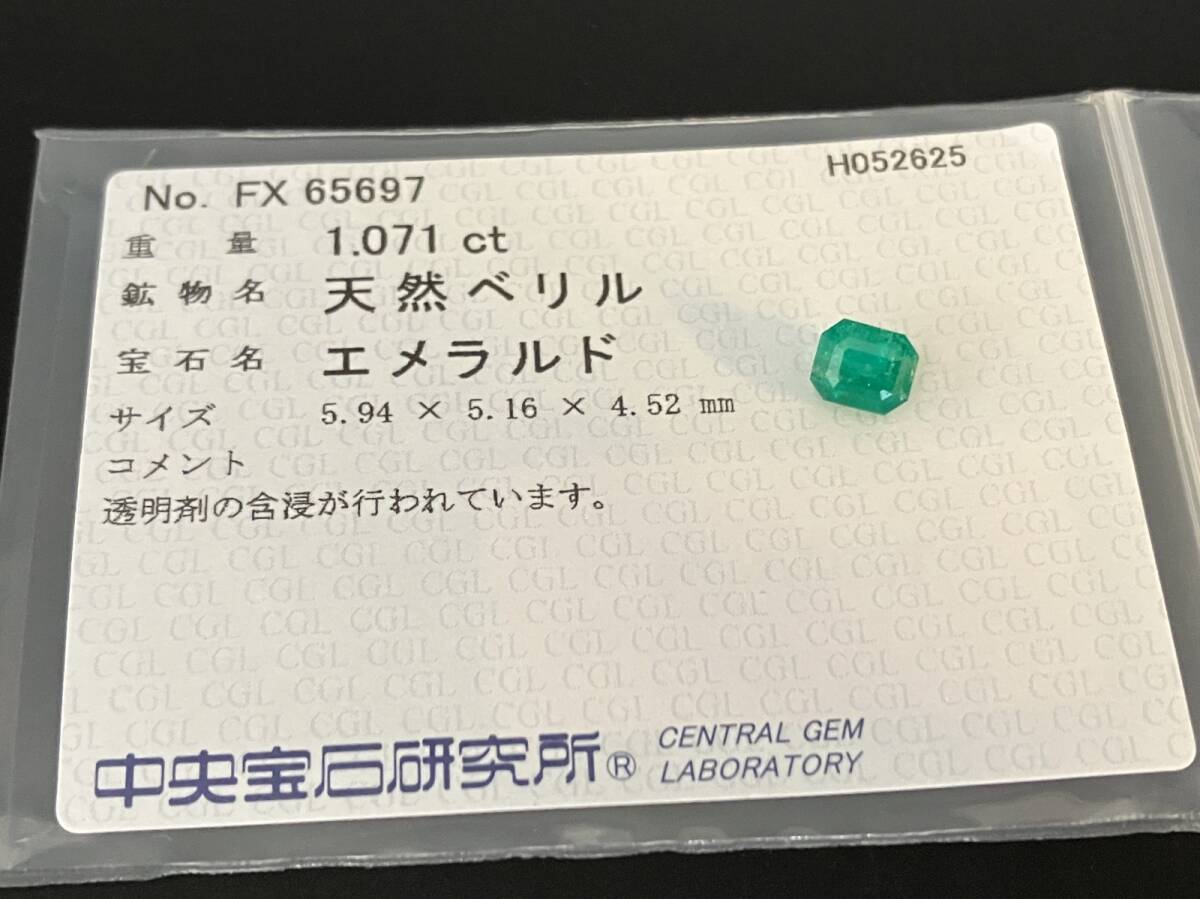 No. FX 65697
H052625
重 量 1.071 ct
鉱 物 名 天然ベリル
宝 石 名 エメラルド
サイズ 5.94 × 5.16 × 4.52 mm
コメント
透明剤の含浸が行われています。
中央宝石研究所® CENTRAL GEM
LABORATORY